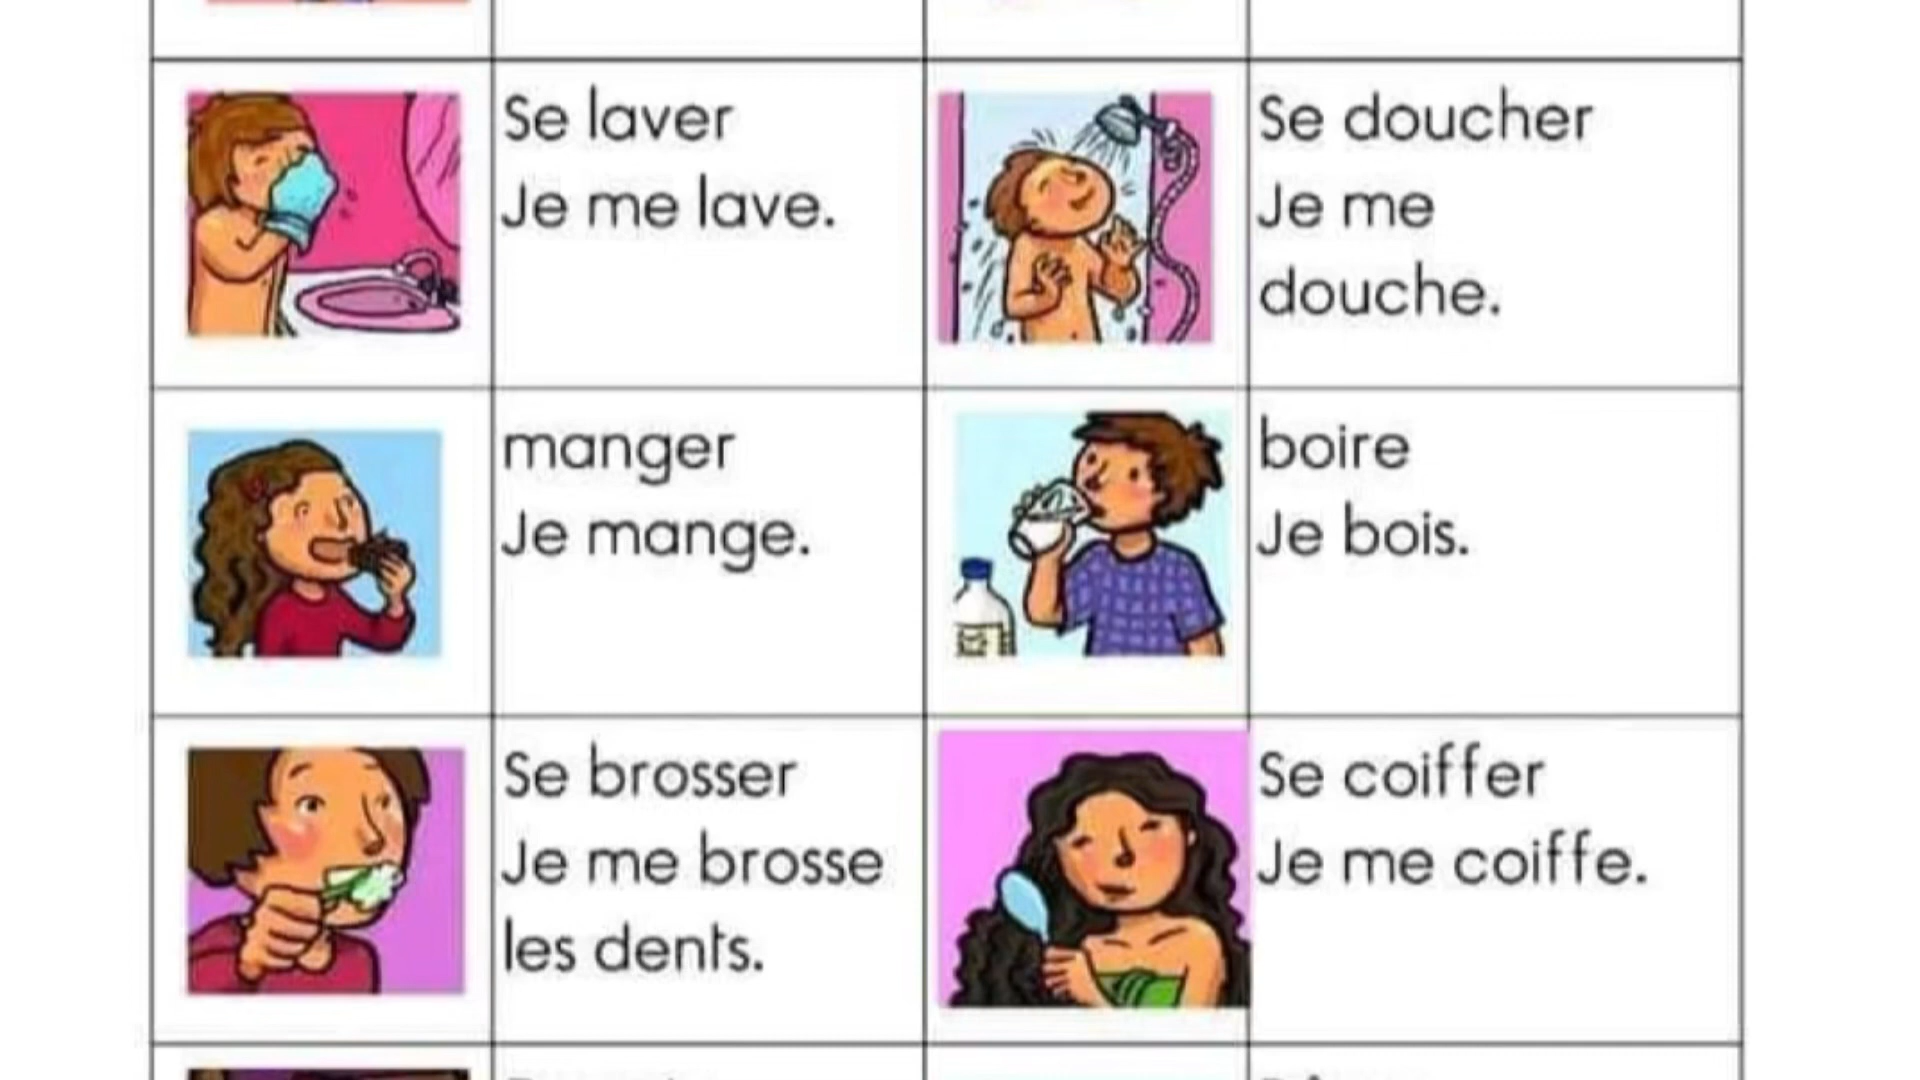 Se laver
Je me lave.
Se doucher
Je me
douche.
manger
Je mange.
boire
Je bois.
Se brosser
Je me brosse
les dents.
Se coiffer
Je me coiffe.